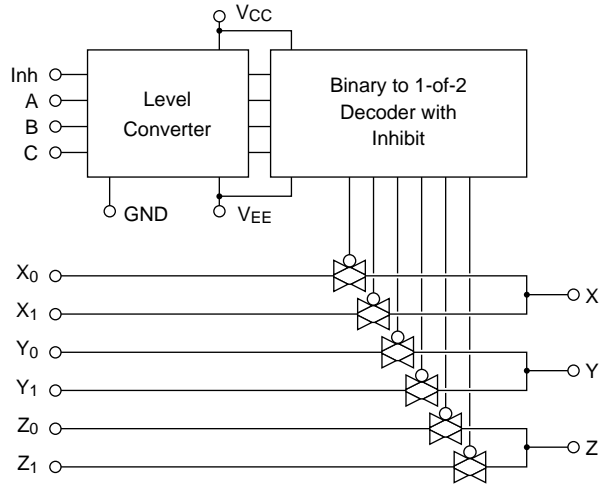 VCC
Inh
A
B
C
Level
Converter
Binary to 1-of-2
Decoder with
Inhibit
GND
VEE
X0
X1
Y0
Y1
Z0
Z1
X
Y
Z